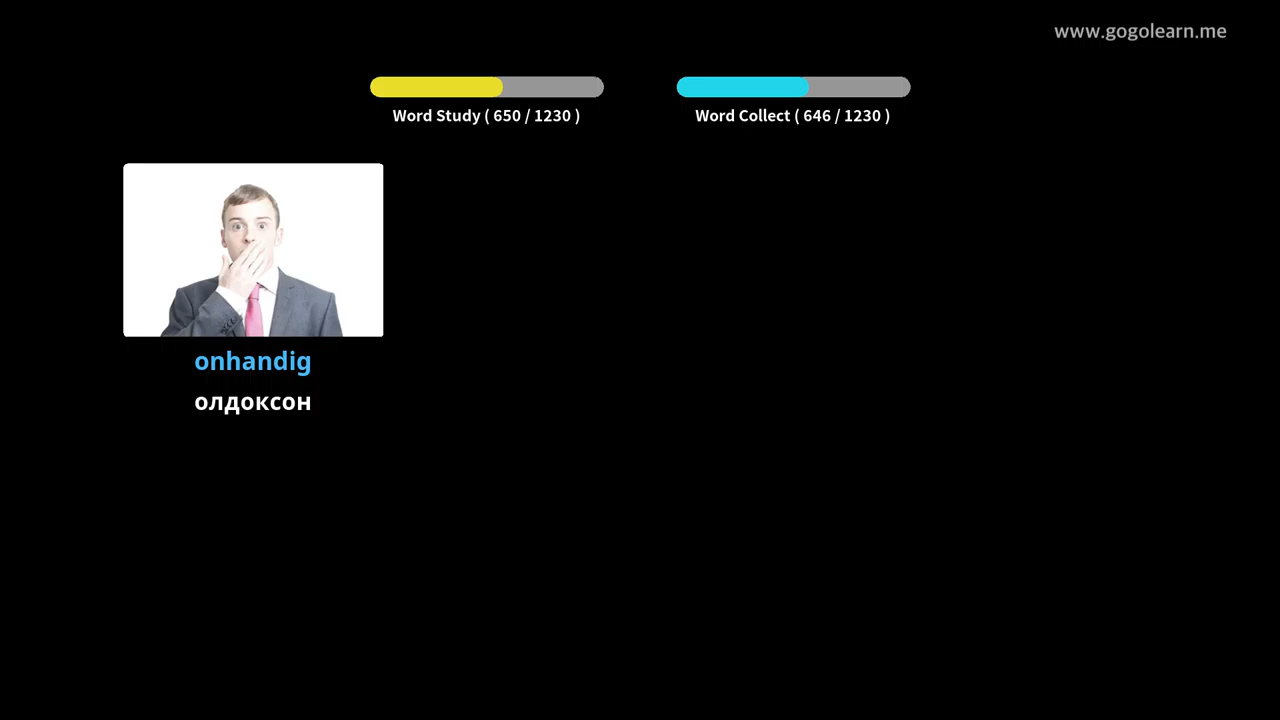 www.gogolearn.me
Word Study ( 650 / 1230 )
Word Collect ( 646 / 1230 )
onhandig
олдоксон